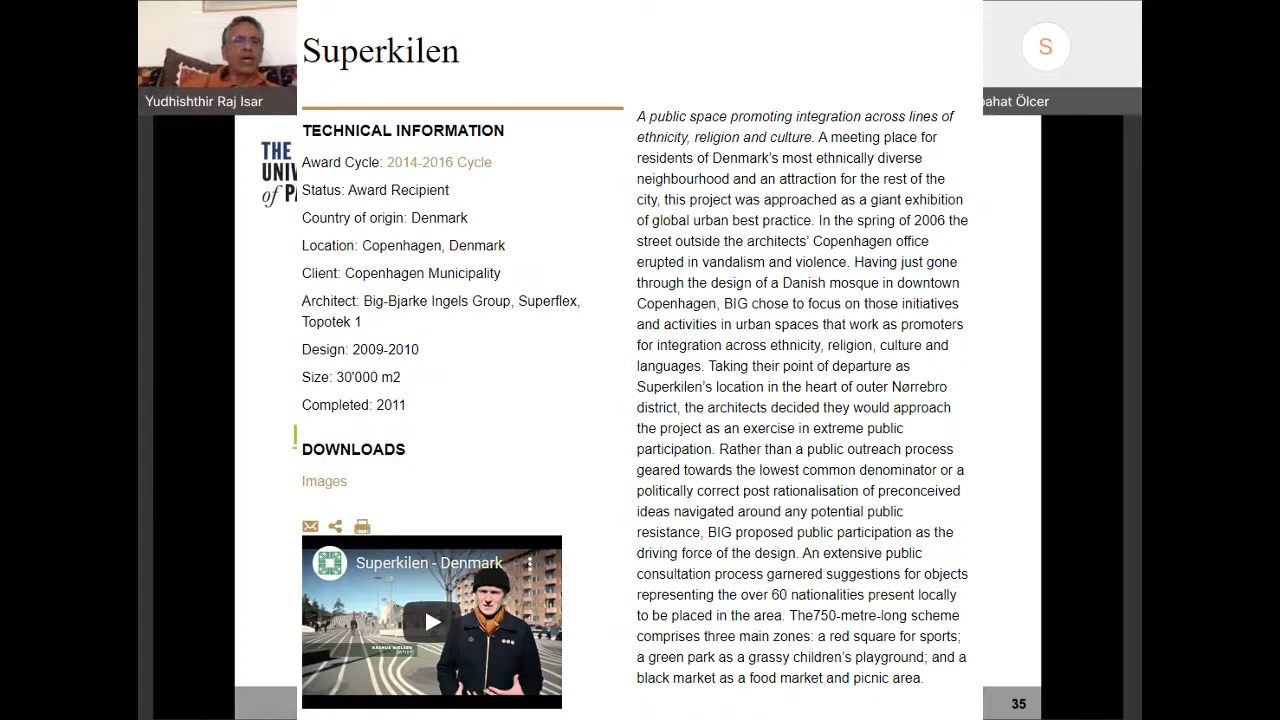 Superkilen
Yudhishthir Raj Isar
S
bahat Ölcer
THE
UNIV
of PA
TECHNICAL INFORMATION
Award Cycle: 2014-2016 Cycle
Status: Award Recipient
Country of origin: Denmark
Location: Copenhagen, Denmark
Client: Copenhagen Municipality
Architect: Big-Bjarke Ingels Group, Superflex,
Topotek 1
Design: 2009-2010
Size: 30'000 m2
Completed: 2011
DOWNLOADS
Images
Superkilen - Denmark
RASMUS NIELSEN
ARTIST
A public space promoting integration across lines of
ethnicity, religion and culture. A meeting place for
residents of Denmark’s most ethnically diverse
neighbourhood and an attraction for the rest of the
city, this project was approached as a giant exhibition
of global urban best practice. In the spring of 2006 the
street outside the architects’ Copenhagen office
erupted in vandalism and violence. Having just gone
through the design of a Danish mosque in downtown
Copenhagen, BIG chose to focus on those initiatives
and activities in urban spaces that work as promoters
for integration across ethnicity, religion, culture and
languages. Taking their point of departure as
Superkilen’s location in the heart of outer Nørrebro
district, the architects decided they would approach
the project as an exercise in extreme public
participation. Rather than a public outreach process
geared towards the lowest common denominator or a
politically correct post rationalisation of preconceived
ideas navigated around any potential public
resistance, BIG proposed public participation as the
driving force of the design. An extensive public
consultation process garnered suggestions for objects
representing the over 60 nationalities present locally
to be placed in the area. The750-metre-long scheme
comprises three main zones: a red square for sports;
a green park as a grassy children’s playground; and a
black market as a food market and picnic area.
35